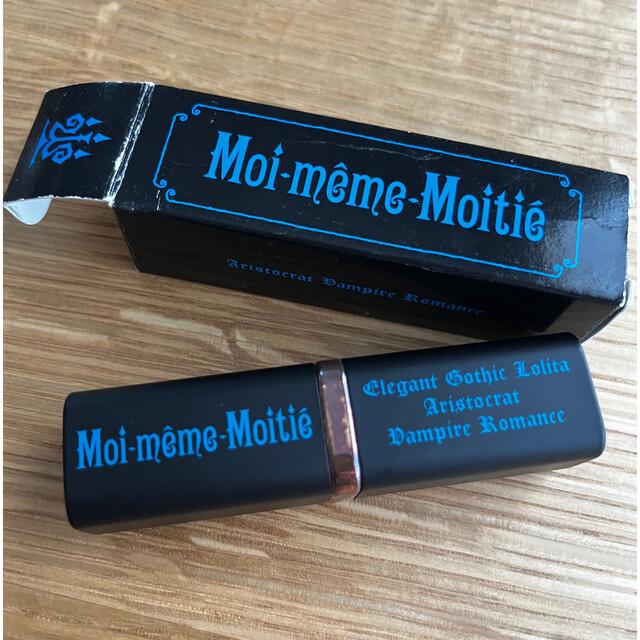 Moi-même-Moitié
Aristocrat Vampire Romance
Moi-même-Moitié
Elegant Gothic Lolita
Aristocrat
Vampire Romance